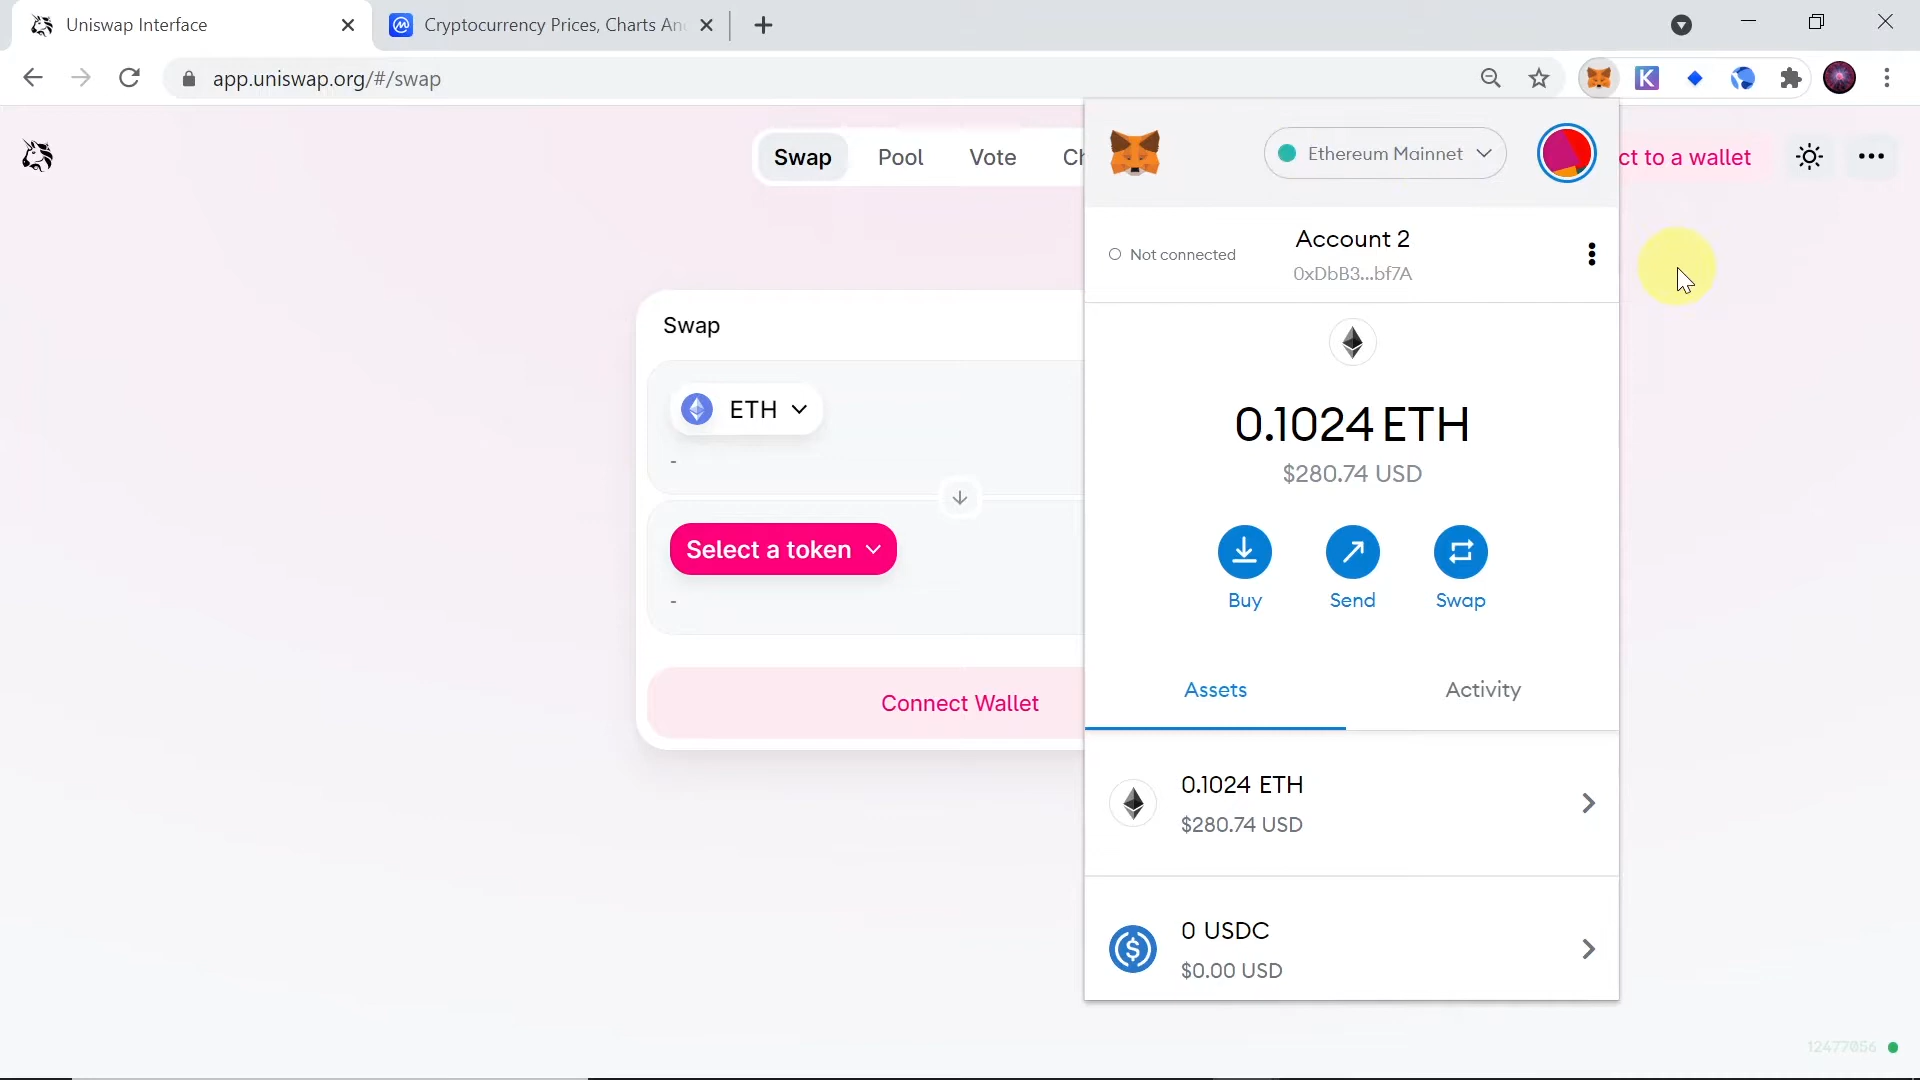 Uniswap Interface
Cryptocurrency Prices, Charts An
app.uniswap.org/#/swap
Swap
Pool
Vote
Ch
Ethereum Mainnet
ct to a wallet
Not connected
Account 2
0xDbB3...bf7A
Swap
ETH
-
Select a token
-
Connect Wallet
0.1024 ETH
$280.74 USD
Buy
Send
Swap
Assets
Activity
0.1024 ETH
$280.74 USD
0 USDC
$0.00 USD
12477056